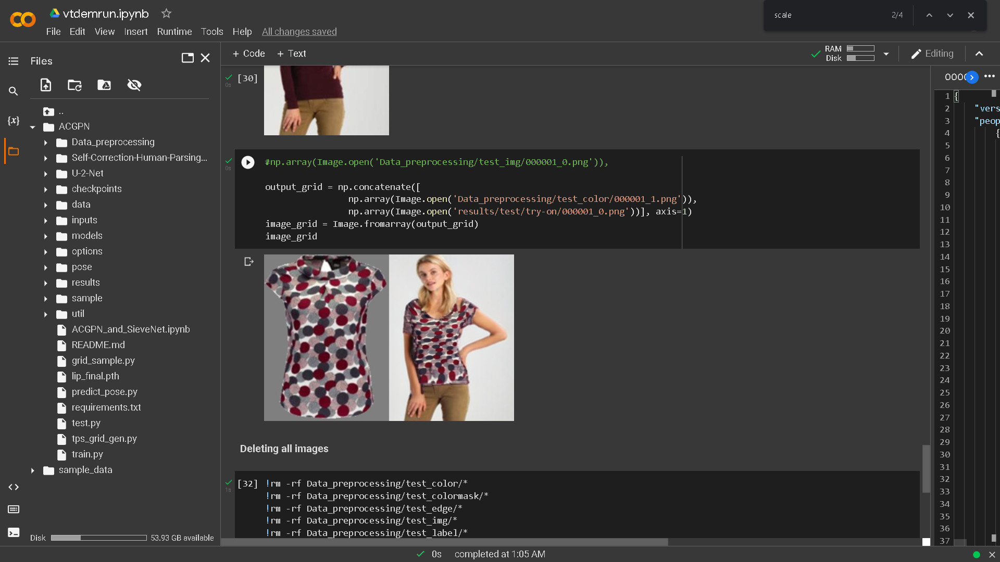 vtdemrun.ipynb
File Edit View Insert Runtime Tools Help All changes saved
scale 2/4
Files
+ Code + Text
RAM
Disk
Editing
..
ACGPN
Data_preprocessing
Self-Correction-Human-Parsing...
U-2-Net
checkpoints
data
inputs
models
options
pose
results
sample
util
ACGPN_and_SieveNet.ipynb
README.md
grid_sample.py
lip_final.pth
predict_pose.py
requirements.txt
test.py
tps_grid_gen.py
train.py
sample_data
Disk 53.93 GB available
{x}
0s [30]
0s
#np.array(Image.open('Data_preprocessing/test_img/000001_0.png')),
output_grid = np.concatenate([
np.array(Image.open('Data_preprocessing/test_color/000001_1.png')),
np.array(Image.open('results/test/try-on/000001_0.png'))], axis=1)
image_grid = Image.fromarray(output_grid)
image_grid
Deleting all images
1s [32] !rm -rf Data_preprocessing/test_color/*
!rm -rf Data_preprocessing/test_colormask/*
!rm -rf Data_preprocessing/test_edge/*
!rm -rf Data_preprocessing/test_img/*
!rm -rf Data_preprocessing/test_label/*
0000
1 {
2 "vers
3 "peop
4 {
5
6
7
8
9
10
11
12
13
14
15
16
17
18
19
20
21
22
23
24
25
26
27
28
29
30
31
32
33
34
35
36
37
0s completed at 1:05 AM